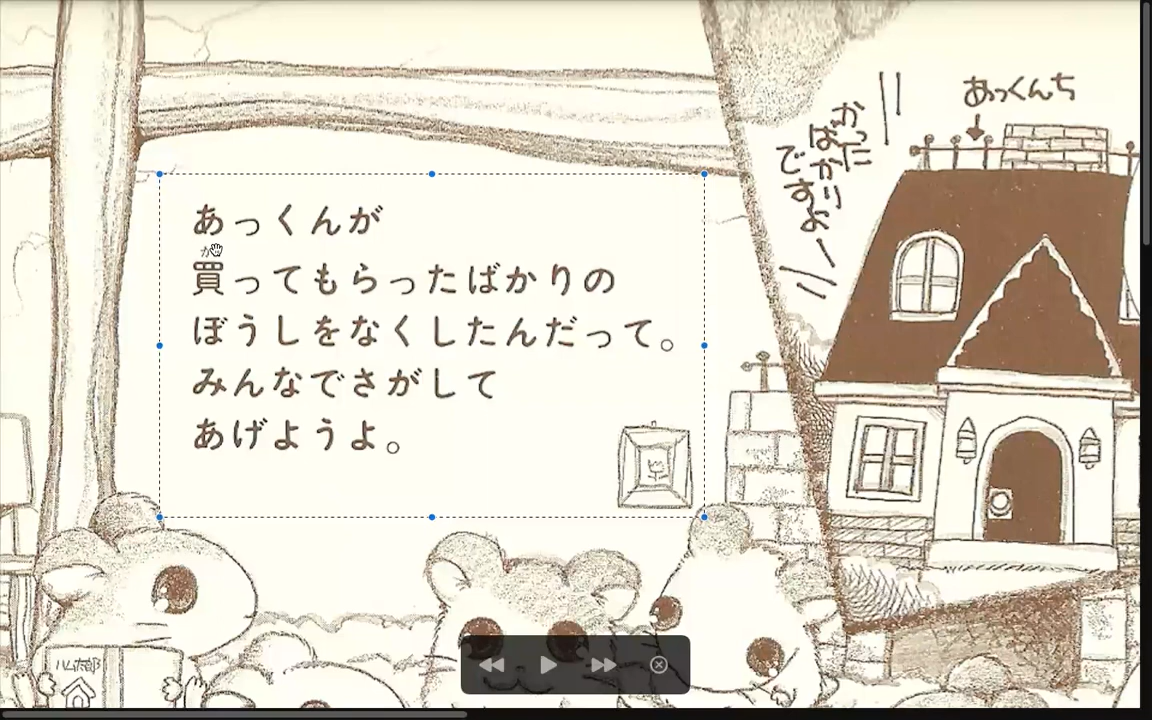 あっくんが
買ってもらったばかりの
ぼうしをなくしたんだって。
みんなでさがして
あげようよ。
あっくんち
かった
ばかり
ですよ
ハム太郎